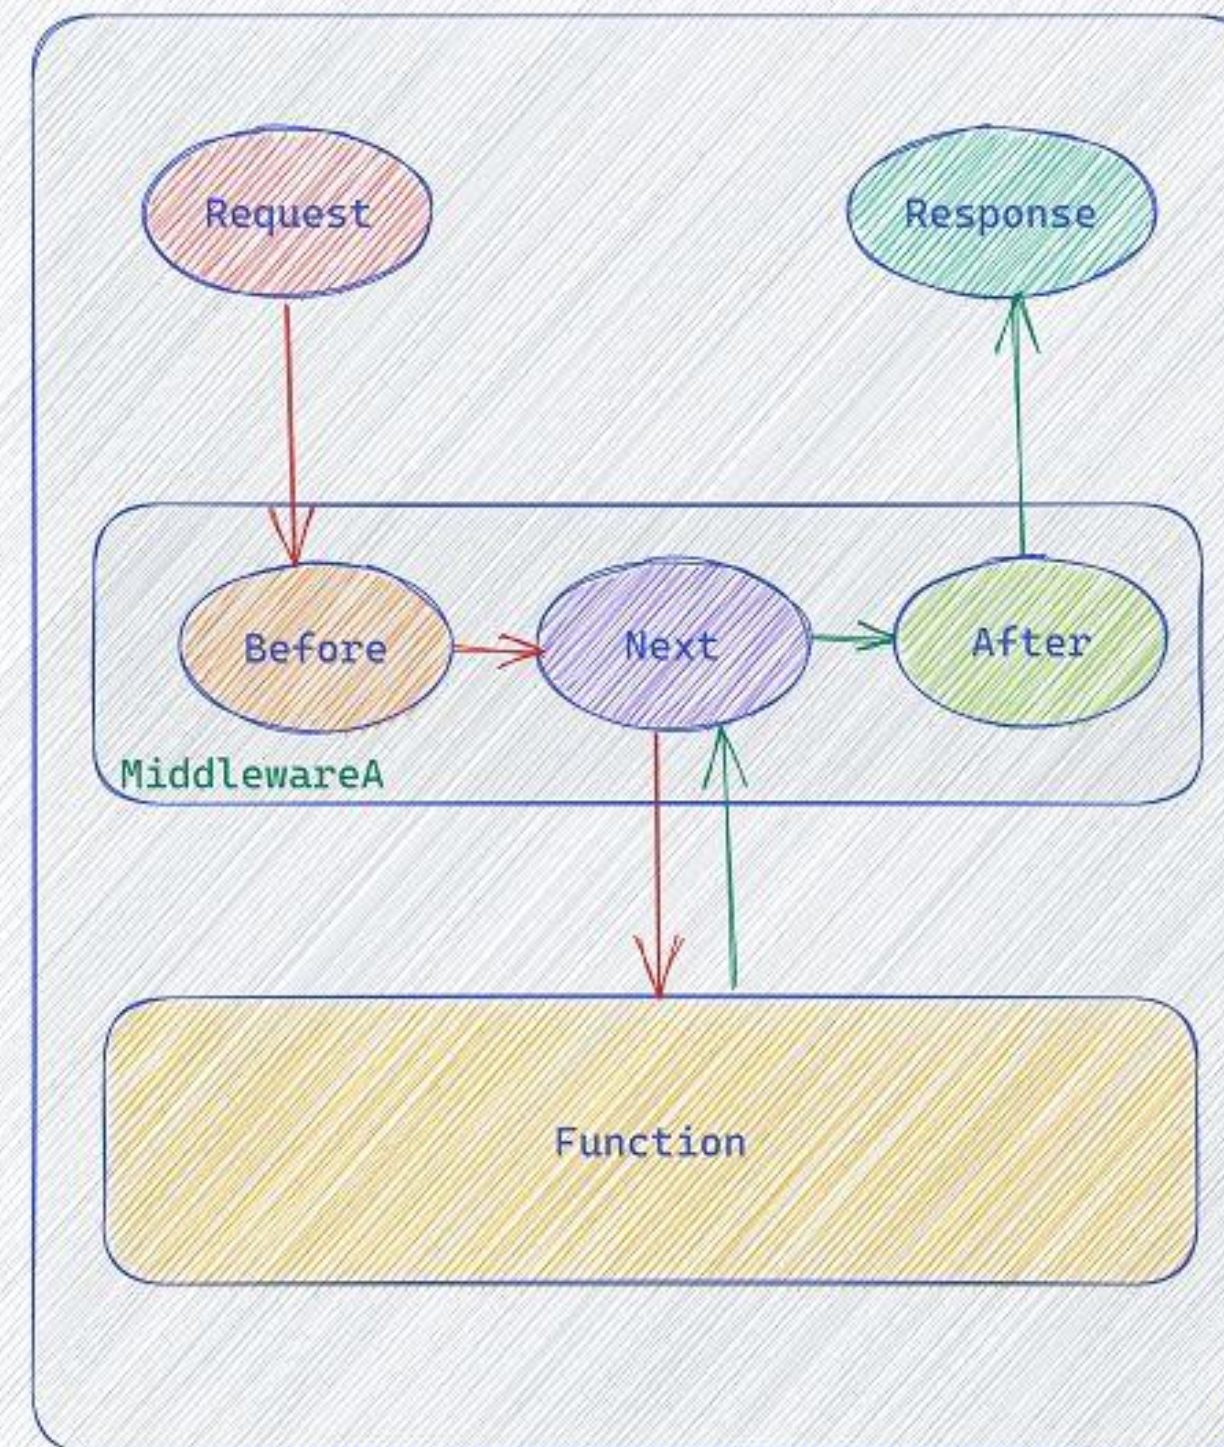 Request
Response
Before
Next
After
MiddlewareA
Function